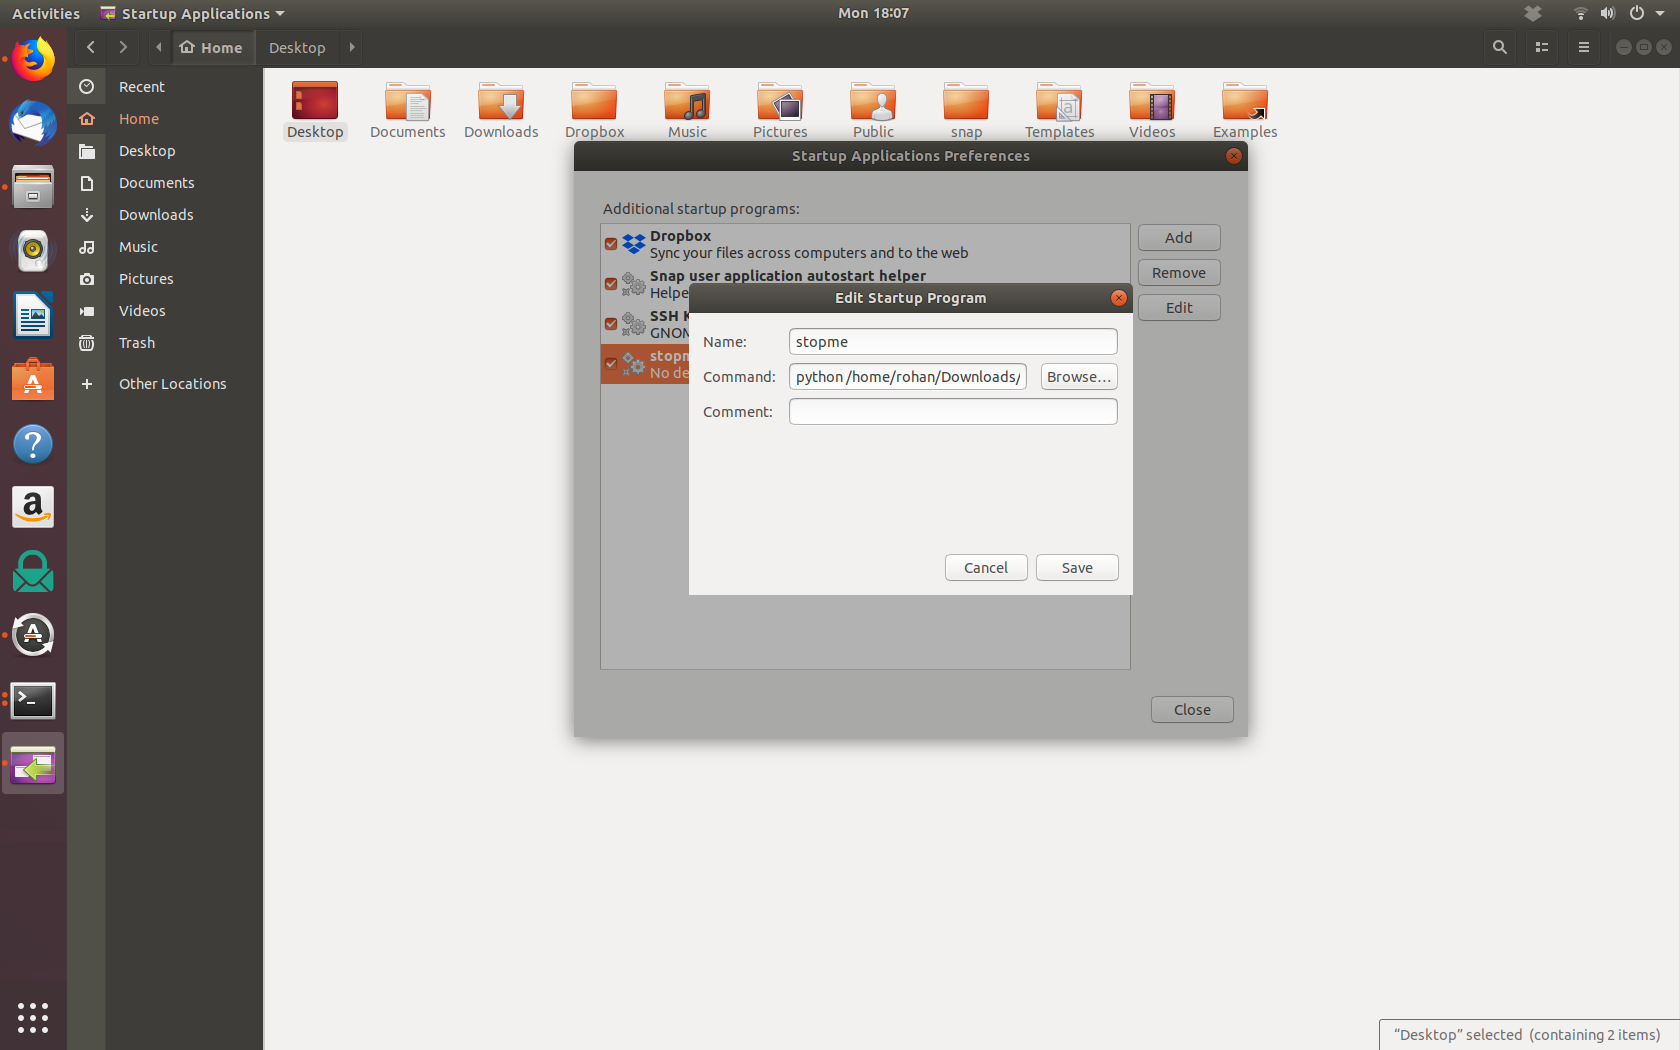 Activities Startup Applications Mon 18:07
Home Desktop
Recent
Home
Desktop
Documents
Downloads
Music
Pictures
Videos
Trash
Other Locations
Desktop Documents Downloads Dropbox Music Pictures Public snap Templates Videos Examples
Startup Applications Preferences
Additional startup programs:
Dropbox
Sync your files across computers and to the web
Snap user application autostart helper
Helpe
SSH K
GNOM
stopm
No de
Add
Remove
Edit
Edit Startup Program
Name: stopme
Command: python /home/rohan/Downloads/ Browse...
Comment:
Cancel Save
Close
“Desktop” selected (containing 2 items)